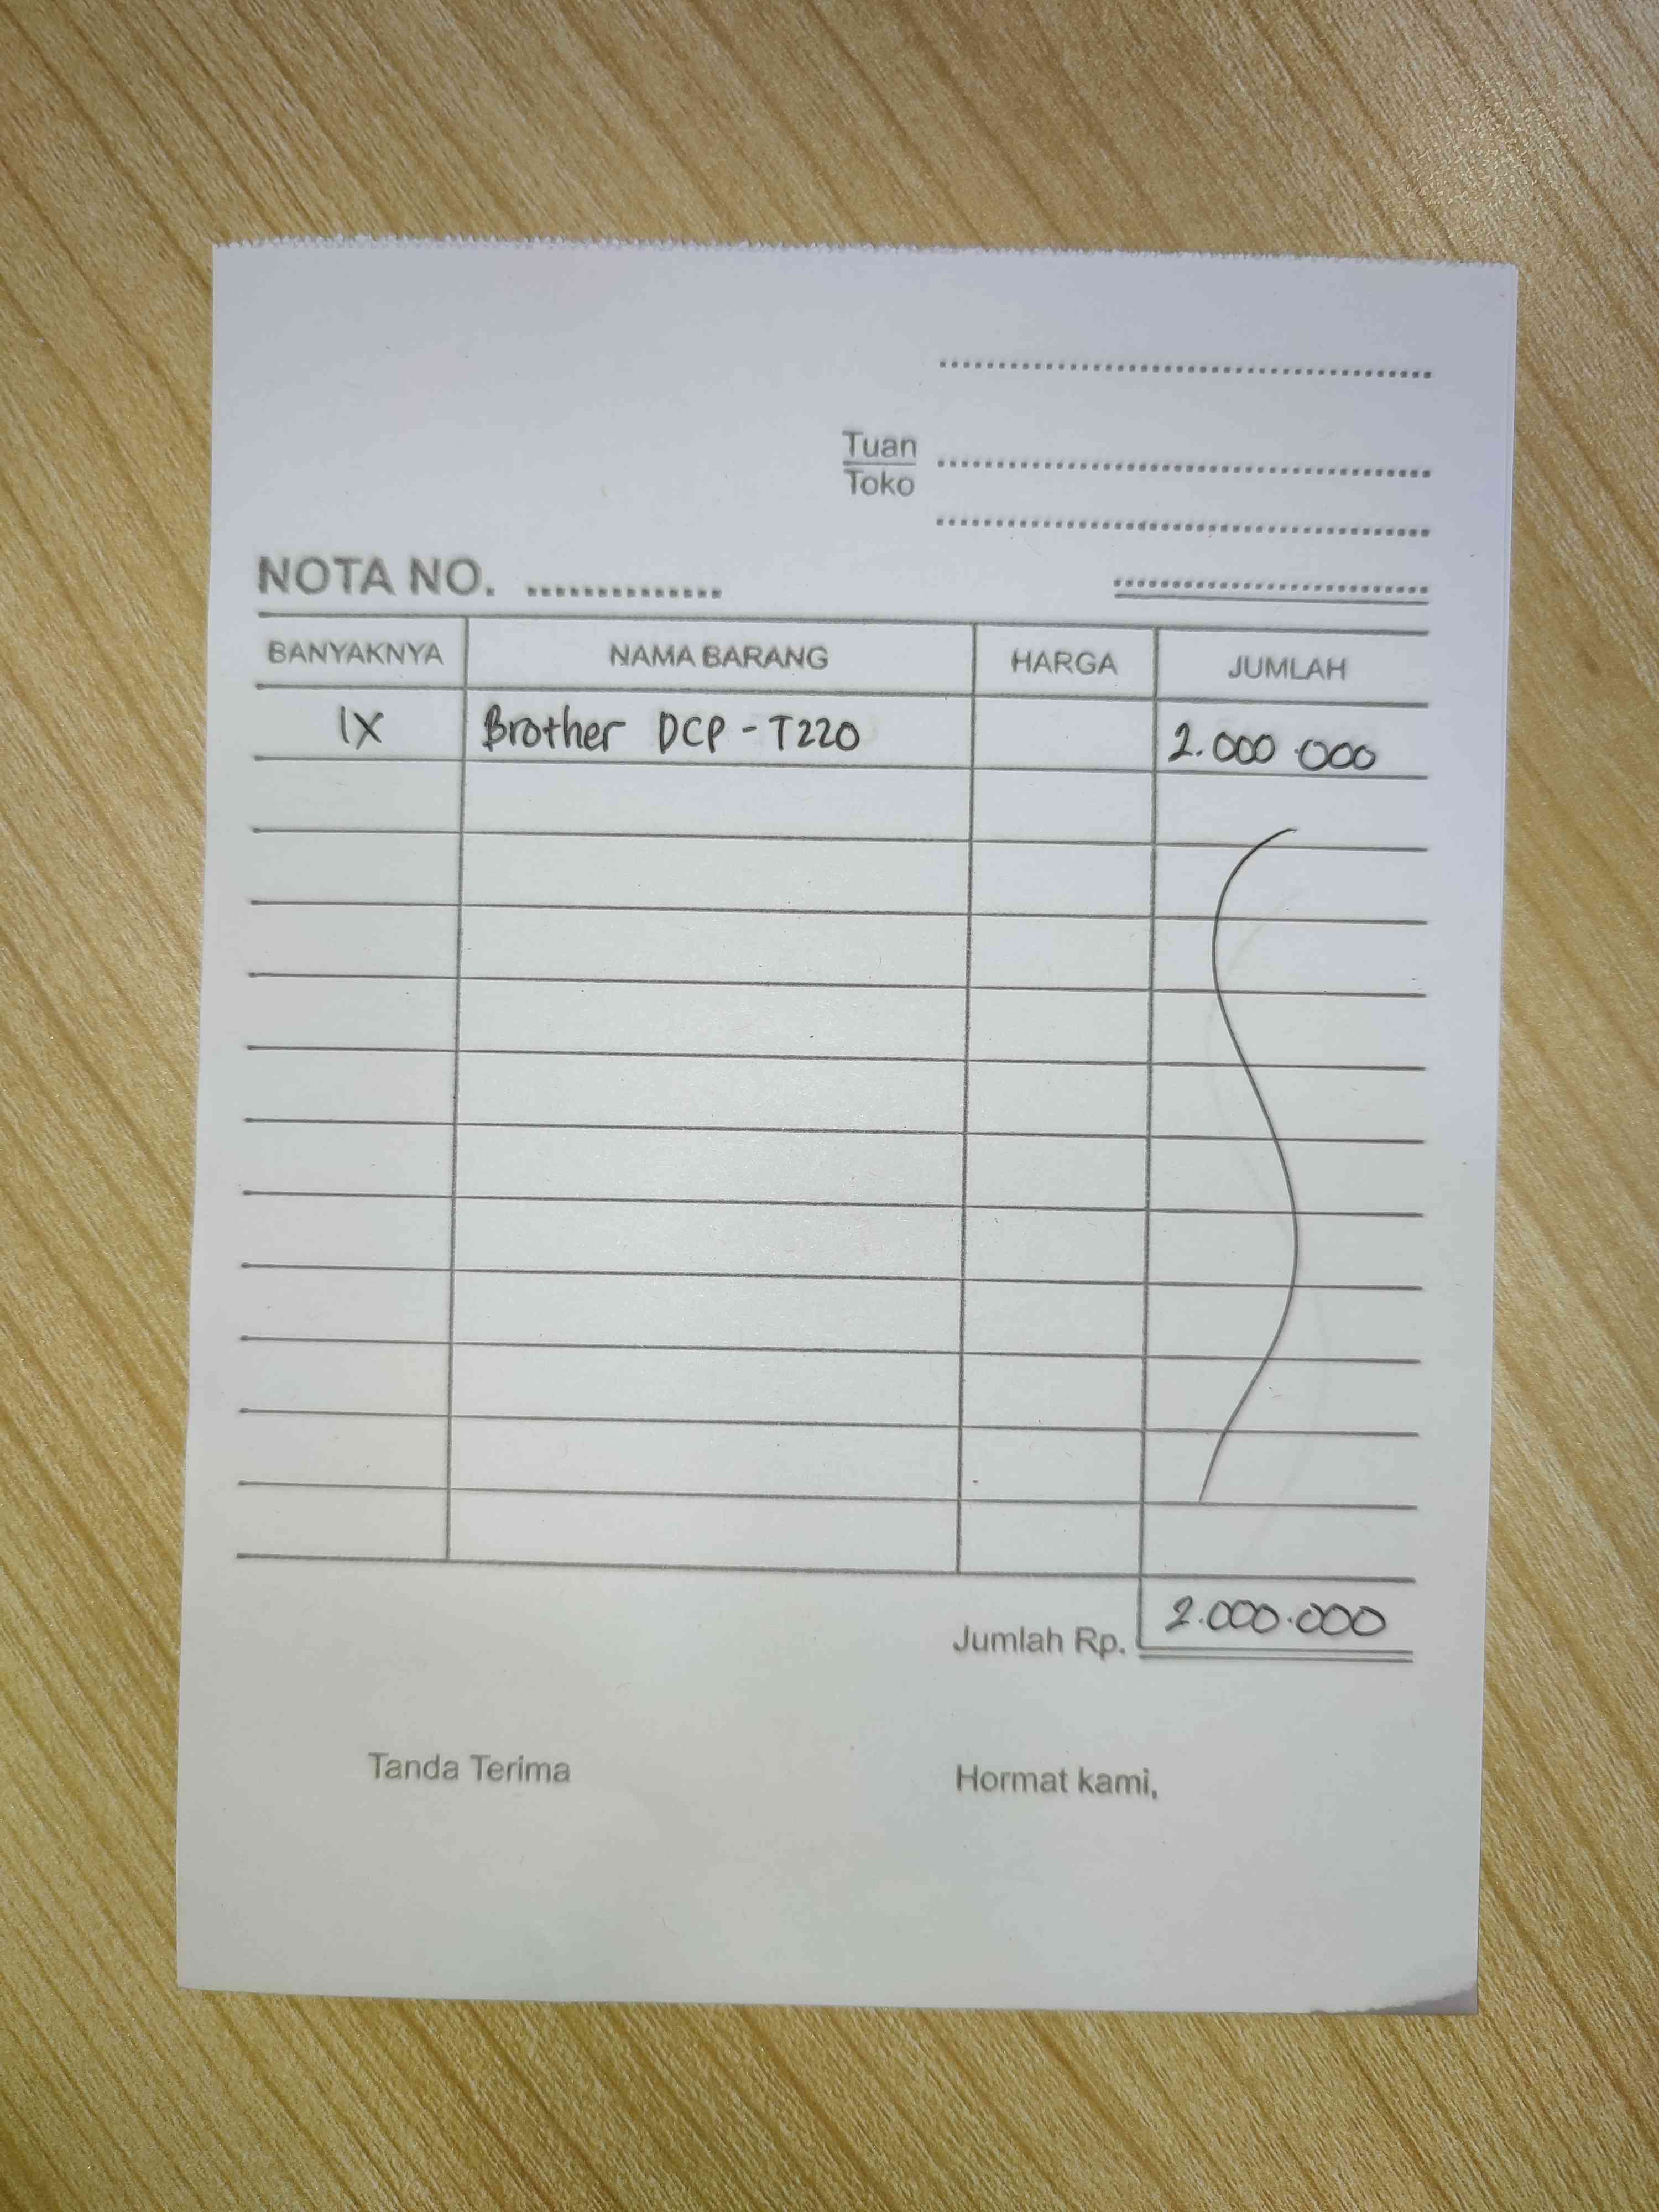 Tuan
Toko
NOTA NO. ..............
BANYAKNYA NAMA BARANG HARGA JUMLAH
1X Brother DCP - T220 2.000.000
Jumlah Rp. 2.000.000
Tanda Terima Hormat kami,